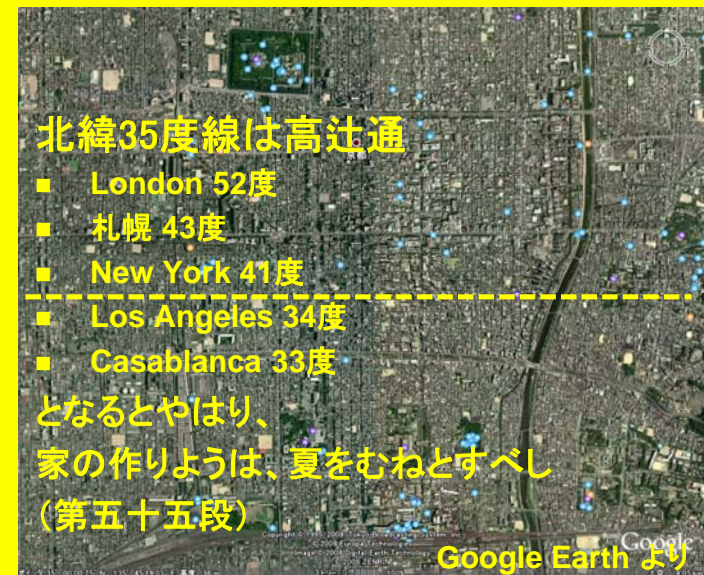 北緯35度線は高辻通
■ London 52度
■ 札幌 43度
■ New York 41度
■ Los Angeles 34度
■ Casablanca 33度
となるとやはり、
家の作りようは、夏をむねとすべし
（第五十五段）
Google
Google Earth より